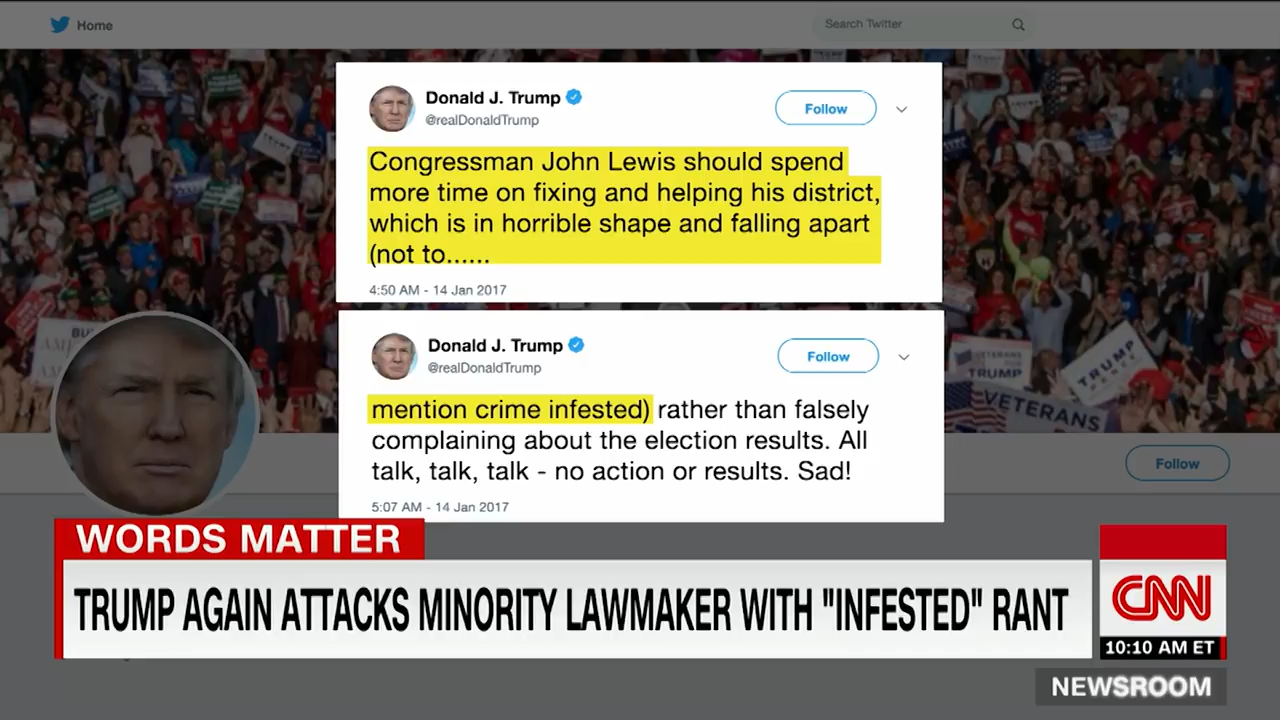 Home
Search Twitter
Donald J. Trump
@realDonaldTrump
Follow
Congressman John Lewis should spend
more time on fixing and helping his district,
which is in horrible shape and falling apart
(not to......
4:50 AM - 14 Jan 2017
Donald J. Trump
@realDonaldTrump
Follow
mention crime infested) rather than falsely
complaining about the election results. All
talk, talk, talk - no action or results. Sad!
5:07 AM - 14 Jan 2017
VETERANS
TRUMP
TRUMP
VETERANS
Follow
WORDS MATTER
TRUMP AGAIN ATTACKS MINORITY LAWMAKER WITH "INFESTED" RANT
CNN
10:10 AM ET
NEWSROOM